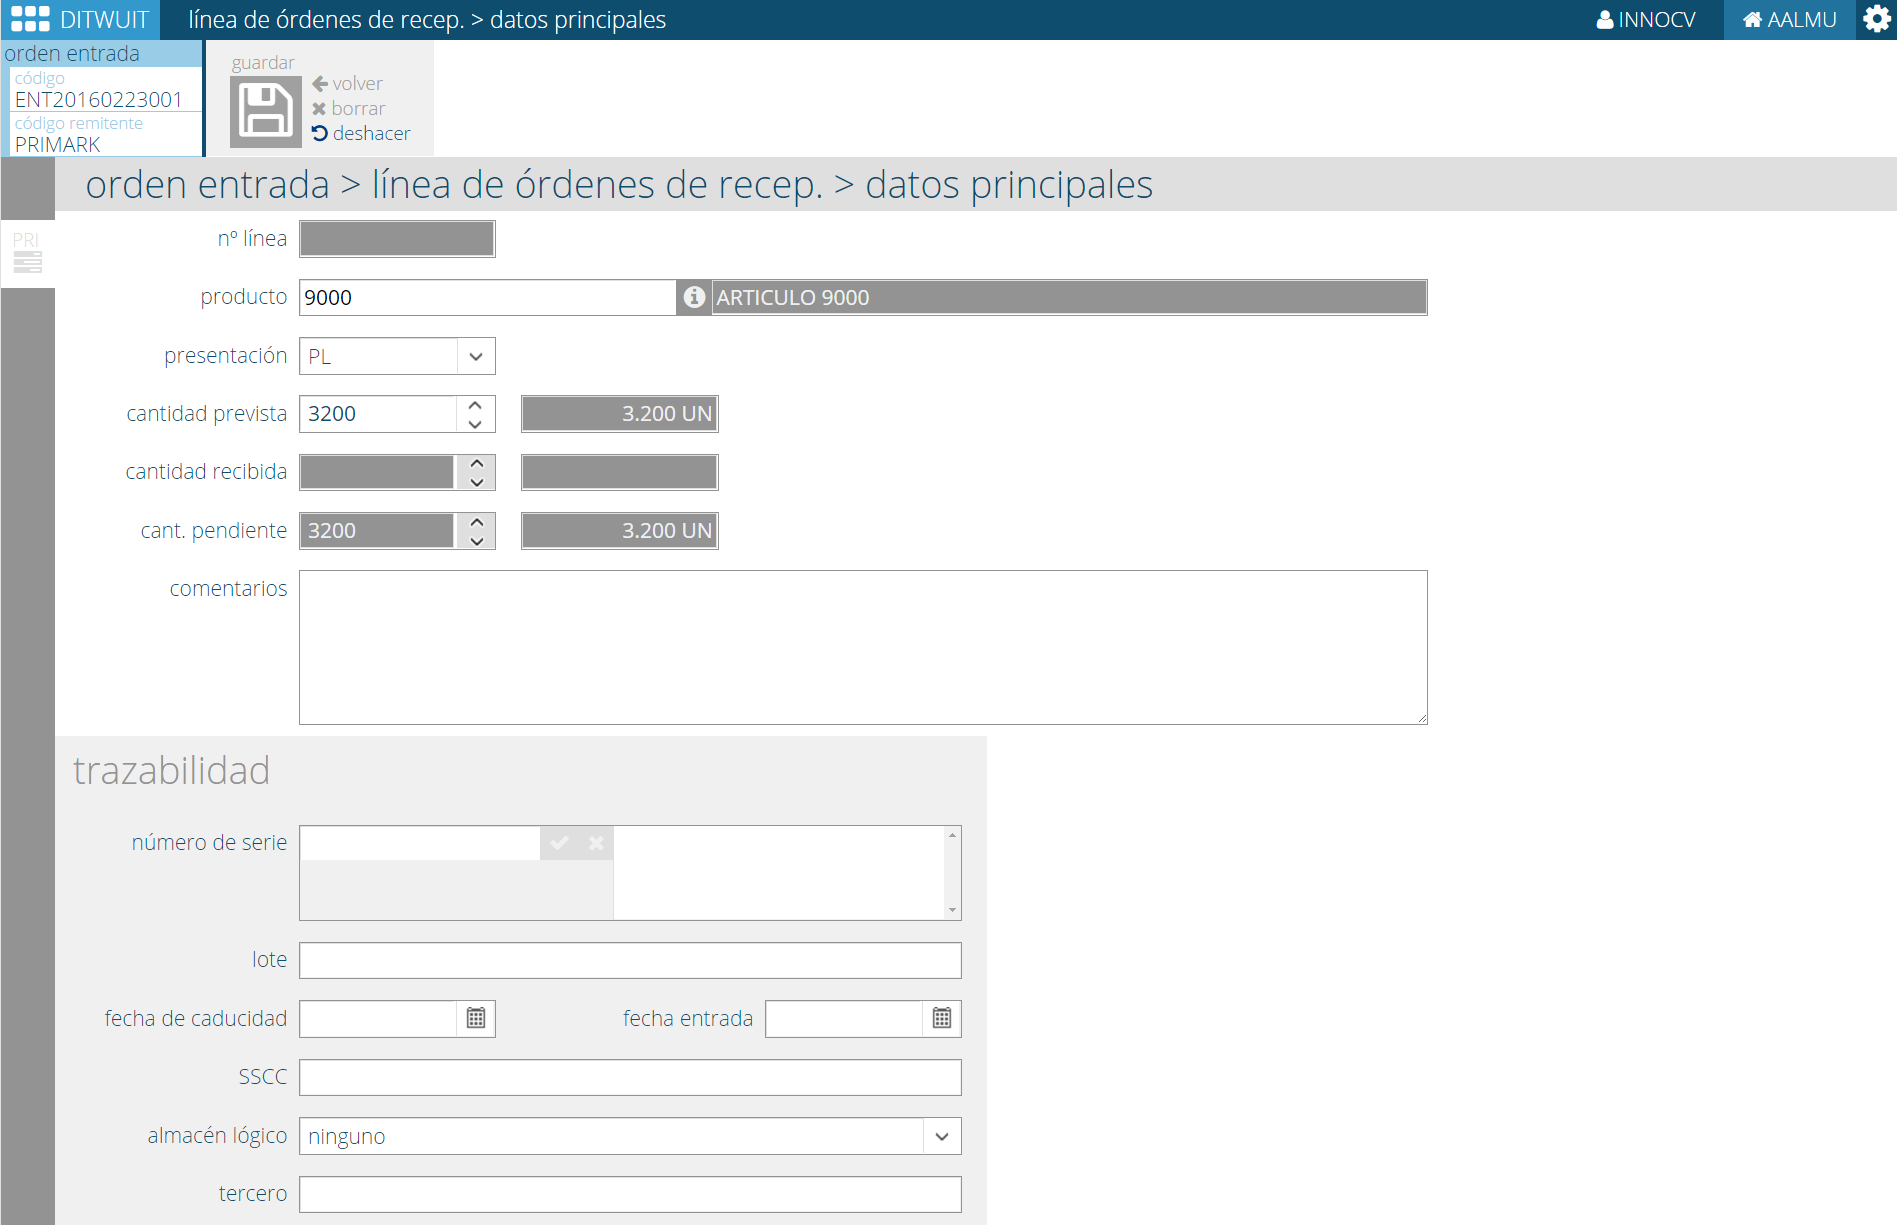 DITWUIT
línea de órdenes de recep. > datos principales
INNOCV
AALMU
orden entrada
código
ENT20160223001
código remitente
PRIMARK
guardar
volver
borrar
deshacer
orden entrada > línea de órdenes de recep. > datos principales
PRI
nº línea
producto 9000 ARTICULO 9000
presentación PL
cantidad prevista 3200 3.200 UN
cantidad recibida
cant. pendiente 3200 3.200 UN
comentarios
trazabilidad
número de serie
lote
fecha de caducidad fecha entrada
SSCC
almacén lógico ninguno
tercero